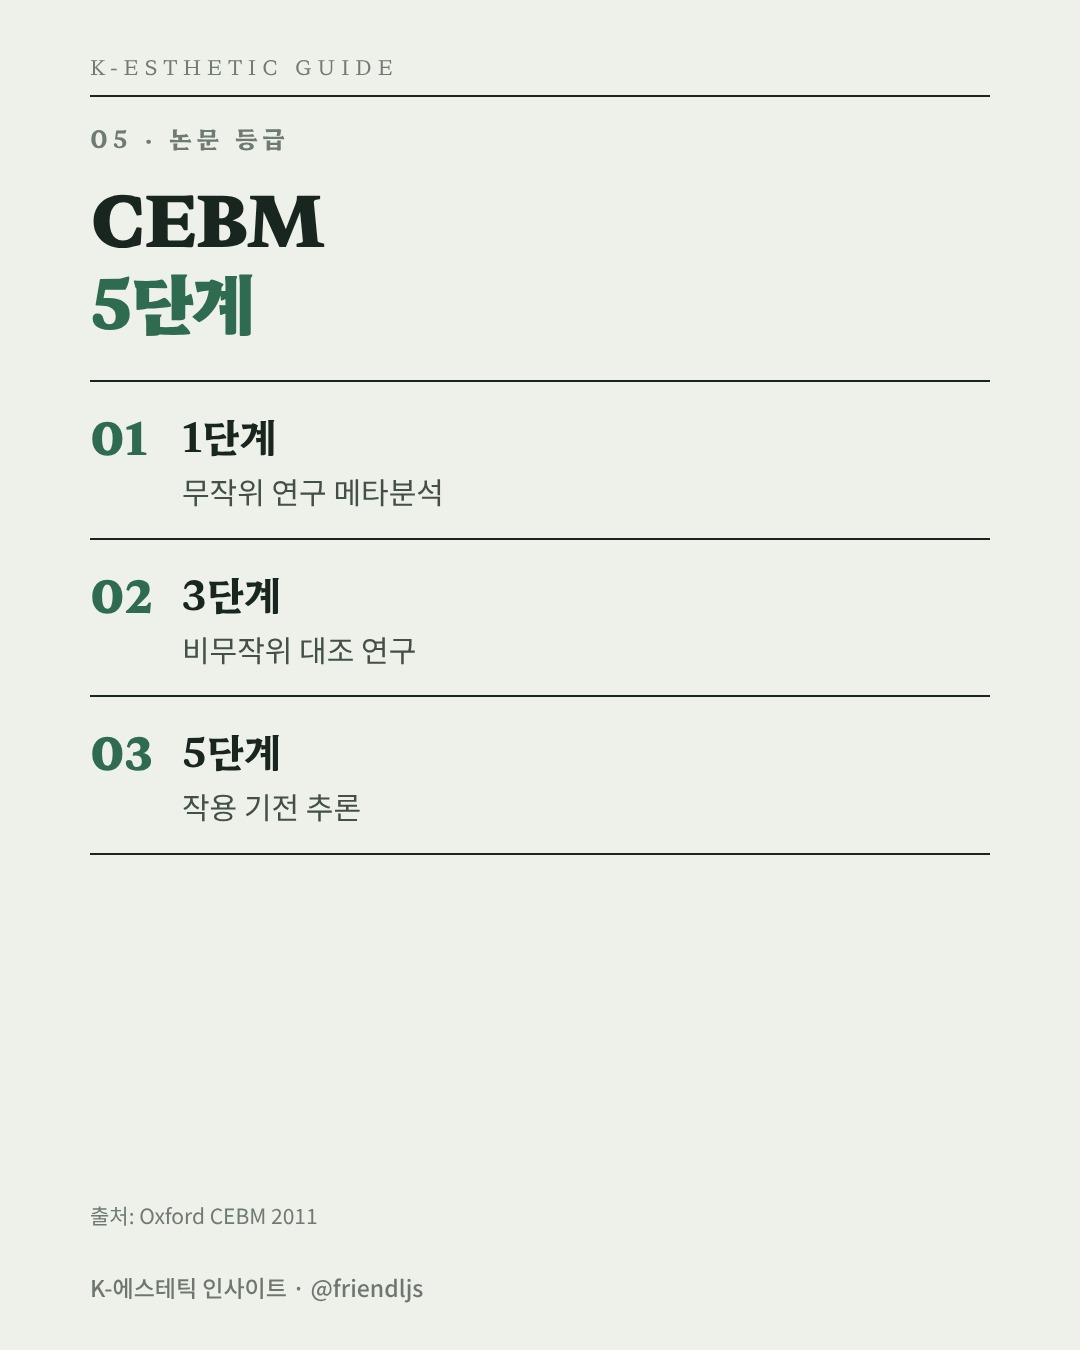 K-ESTHETIC GUIDE
05 · 논문 등급
CEBM
5단계
01 1단계
무작위 연구 메타분석
02 3단계
비무작위 대조 연구
03 5단계
작용 기전 추론
출처: Oxford CEBM 2011
K-에스테틱 인사이트 · @friendljs